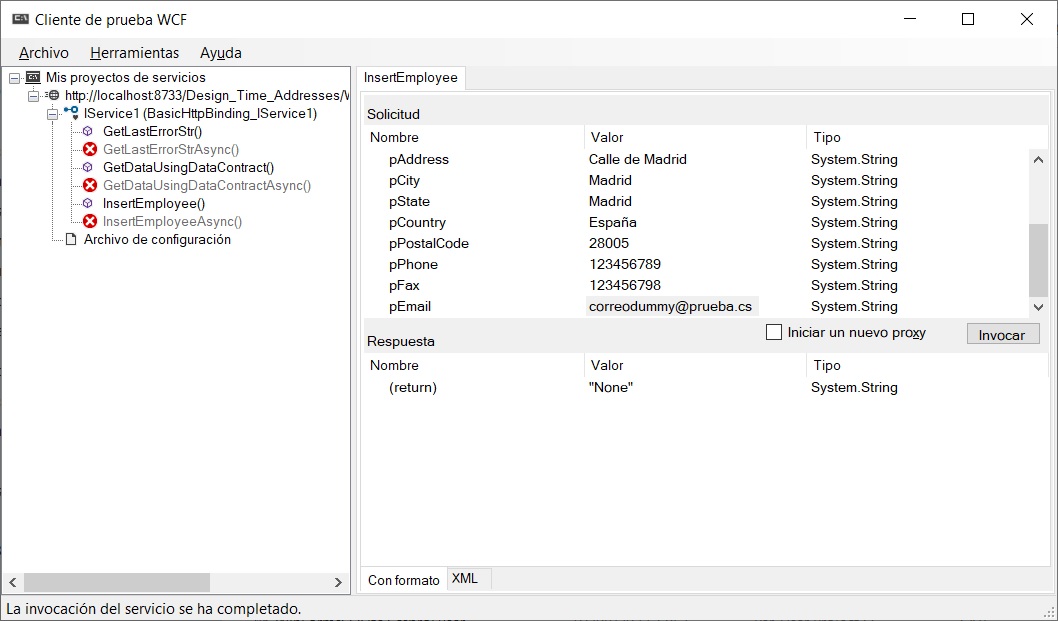 Cliente de prueba WCF
Archivo Herramientas Ayuda
Mis proyectos de servicios
http://localhost:8733/Design_Time_Addresses/
IService1 (BasicHttpBinding_IService1)
GetLastErrorStr()
GetLastErrorStrAsync()
GetDataUsingDataContract()
GetDataUsingDataContractAsync()
InsertEmployee()
InsertEmployeeAsync()
Archivo de configuración
InsertEmployee
Solicitud
Nombre Valor Tipo
pAddress Calle de Madrid System.String
pCity Madrid System.String
pState Madrid System.String
pCountry España System.String
pPostalCode 28005 System.String
pPhone 123456789 System.String
pFax 123456798 System.String
pEmail correodummy@prueba.cs System.String
Iniciar un nuevo proxy Invocar
Respuesta
Nombre Valor Tipo
(return) "None" System.String
Con formato XML
La invocación del servicio se ha completado.